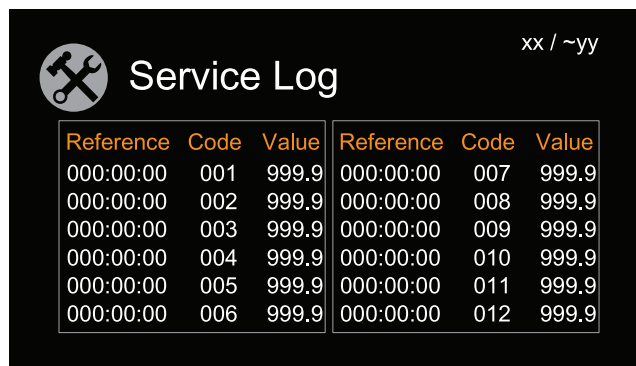 xx / ~yy
Service Log
Reference Code Value Reference Code Value
000:00:00 001 999.9 000:00:00 007 999.9
000:00:00 002 999.9 000:00:00 008 999.9
000:00:00 003 999.9 000:00:00 009 999.9
000:00:00 004 999.9 000:00:00 010 999.9
000:00:00 005 999.9 000:00:00 011 999.9
000:00:00 006 999.9 000:00:00 012 999.9